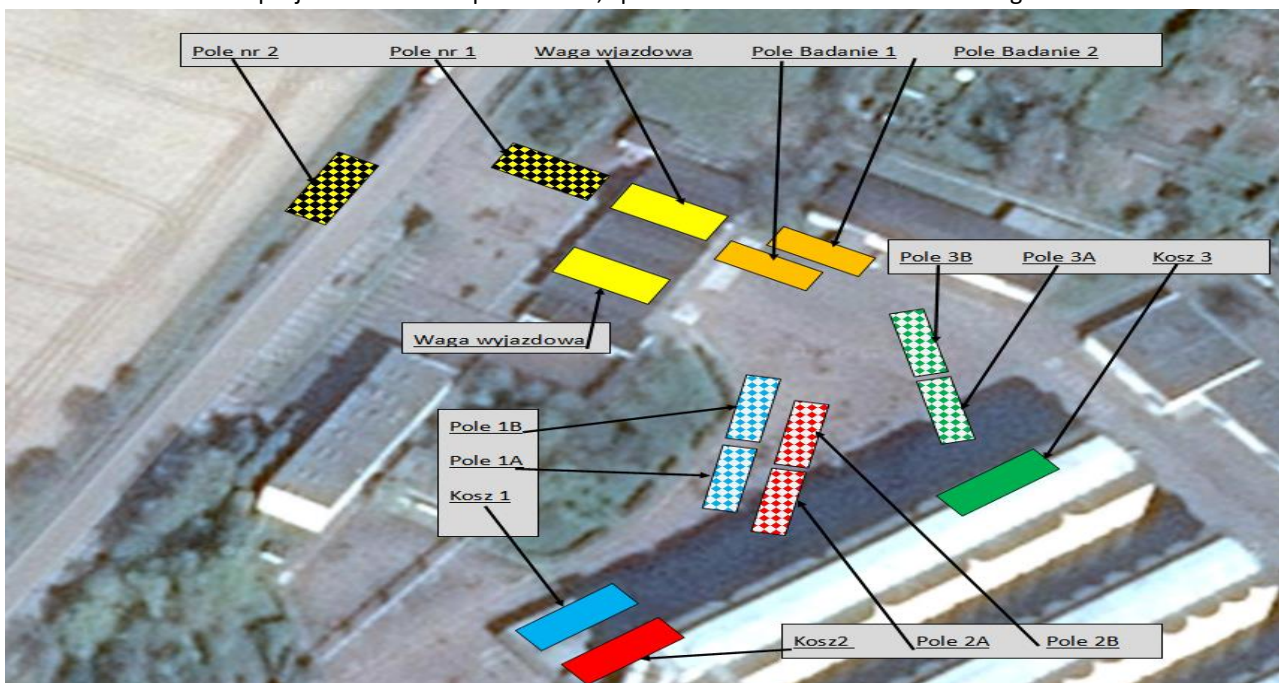 Pole nr 2 Pole nr 1 Waga wjazdowa Pole Badanie 1 Pole Badanie 2
Pole 3B Pole 3A Kosz 3
Waga wyjazdowa
Pole 1B
Pole 1A
Kosz 1
Kosz2 Pole 2A Pole 2B